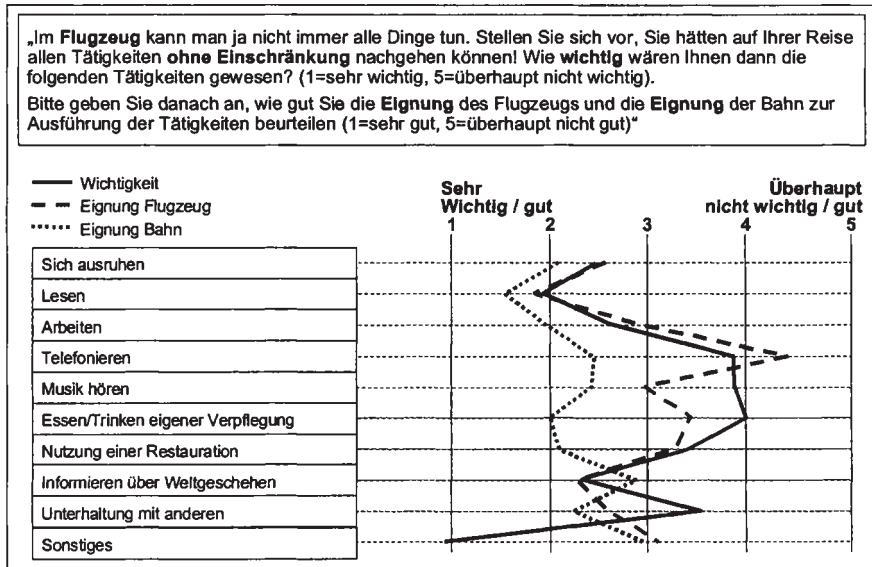 „Im Flugzeug kann man ja nicht immer alle Dinge tun. Stellen Sie sich vor, Sie hätten auf Ihrer Reise
allen Tätigkeiten ohne Einschränkung nachgehen können! Wie wichtig wären Ihnen dann die
folgenden Tätigkeiten gewesen? (1=sehr wichtig, 5=überhaupt nicht wichtig).
Bitte geben Sie danach an, wie gut Sie die Eignung des Flugzeugs und die Eignung der Bahn zur
Ausführung der Tätigkeiten beurteilen (1=sehr gut, 5=überhaupt nicht gut)“
Wichtigkeit
Eignung Flugzeug
Eignung Bahn
Sehr
Wichtig / gut
Überhaupt
nicht wichtig / gut
1 2 3 4 5
Sich ausruhen
Lesen
Arbeiten
Telefonieren
Musik hören
Essen/Trinken eigener Verpflegung
Nutzung einer Restauration
Informieren über Weltgeschehen
Unterhaltung mit anderen
Sonstiges